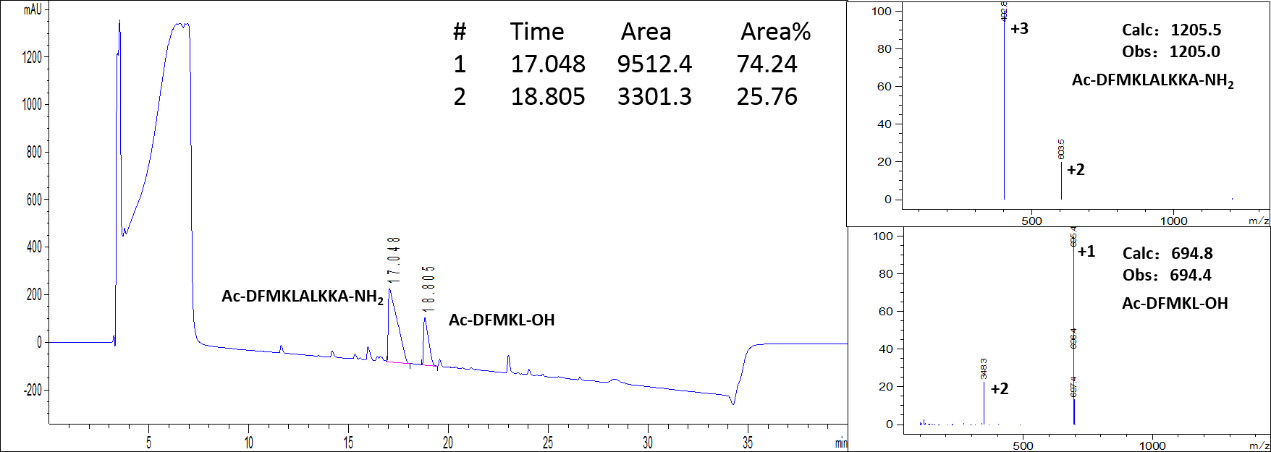 mAU
1200
1000
800
600
400
200
0
-200
5
10
15
20
25
30
35
min
# Time Area Area%
1 17.048 9512.4 74.24
2 18.805 3301.3 25.76
17.048
18.805
Ac-DFMKLALKKA-NH2
Ac-DFMKL-OH
100
80
60
40
20
0
+3
603.5
+2
Calc: 1205.5
Obs: 1205.0
Ac-DFMKLALKKA-NH2
500
1000
m/z
100
80
60
40
20
0
695.4
+1
696.4
697.4
348.3
+2
Calc: 694.8
Obs: 694.4
Ac-DFMKL-OH
500
1000
m/z